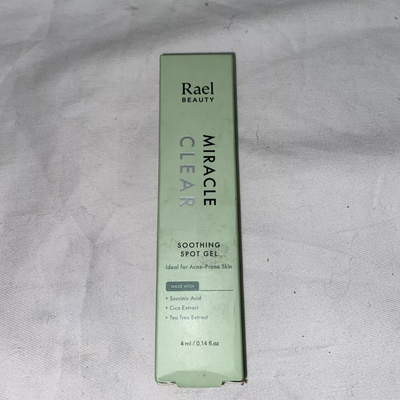 Rael
BEAUTY
MIRACLE
CLEAR
SOOTHING
SPOT GEL
Ideal for Acne-Prone Skin
MADE WITH
• Succinic Acid
• Cica Extract
• Tea Tree Extract
4 ml / 0.14 fl.oz